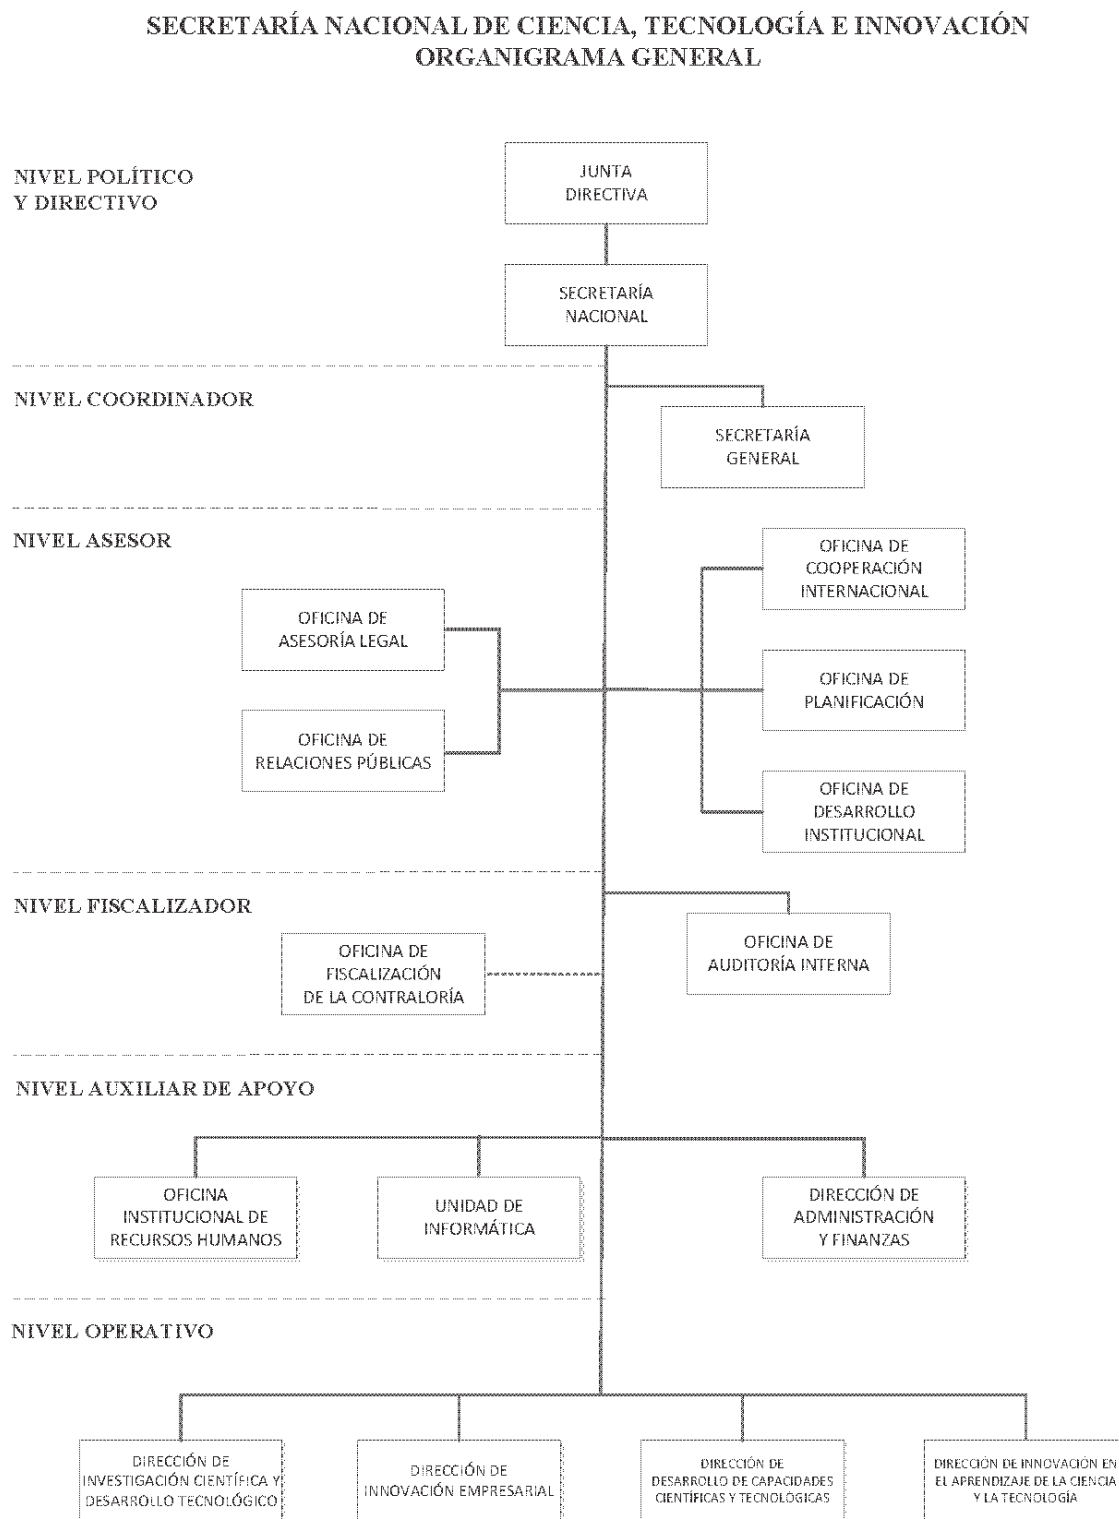 SECRETARÍA NACIONAL DE CIENCIA, TECNOLOGÍA E INNOVACIÓN
ORGANIGRAMA GENERAL
NIVEL POLÍTICO
Y DIRECTIVO
JUNTA
DIRECTIVA
SECRETARÍA
NACIONAL
NIVEL COORDINADOR
SECRETARÍA
GENERAL
NIVEL ASESOR
OFICINA DE
ASESORÍA LEGAL
OFICINA DE
RELACIONES PÚBLICAS
OFICINA DE
COOPERACIÓN
INTERNACIONAL
OFICINA DE
PLANIFICACIÓN
OFICINA DE
DESARROLLO
INSTITUCIONAL
NIVEL FISCALIZADOR
OFICINA DE
FISCALIZACIÓN
DE LA CONTRALORÍA
OFICINA DE
AUDITORÍA INTERNA
NIVEL AUXILIAR DE APOYO
OFICINA
INSTITUCIONAL DE
RECURSOS HUMANOS
UNIDAD DE
INFORMÁTICA
DIRECCIÓN DE
ADMINISTRACIÓN
Y FINANZAS
NIVEL OPERATIVO
DIRECCIÓN DE
INVESTIGACIÓN CIENTÍFICA Y
DESARROLLO TECNOLÓGICO
DIRECCIÓN DE
INNOVACIÓN EMPRESARIAL
DIRECCIÓN DE
DESARROLLO DE CAPACIDADES
CIENTÍFICAS Y TECNOLÓGICAS
DIRECCIÓN DE INNOVACIÓN EN
EL APRENDIZAJE DE LA CIENCIA
Y LA TECNOLOGÍA